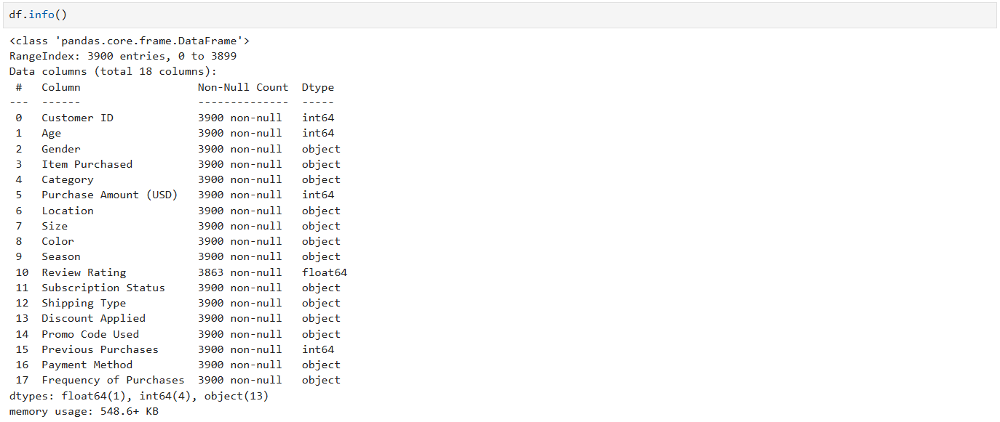 df.info()
<class 'pandas.core.frame.DataFrame'>
RangeIndex: 3900 entries, 0 to 3899
Data columns (total 18 columns):
 #   Column                  Non-Null Count  Dtype
---  ------                  --------------  -----
 0   Customer ID             3900 non-null   int64
 1   Age                     3900 non-null   int64
 2   Gender                  3900 non-null   object
 3   Item Purchased          3900 non-null   object
 4   Category                3900 non-null   object
 5   Purchase Amount (USD)   3900 non-null   int64
 6   Location                3900 non-null   object
 7   Size                    3900 non-null   object
 8   Color                   3900 non-null   object
 9   Season                  3900 non-null   object
 10  Review Rating           3863 non-null   float64
 11  Subscription Status     3900 non-null   object
 12  Shipping Type           3900 non-null   object
 13  Discount Applied        3900 non-null   object
 14  Promo Code Used         3900 non-null   object
 15  Previous Purchases      3900 non-null   int64
 16  Payment Method          3900 non-null   object
 17  Frequency of Purchases  3900 non-null   object
dtypes: float64(1), int64(4), object(13)
memory usage: 548.6+ KB